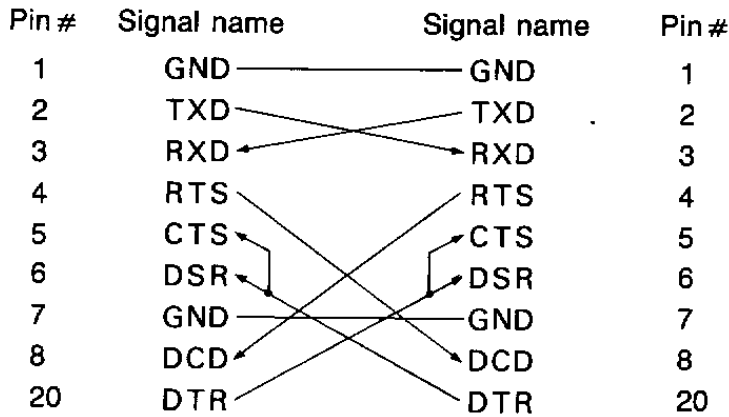 Pin # Signal name Signal name Pin #
1 GND GND 1
2 TXD TXD 2
3 RXD RXD 3
4 RTS RTS 4
5 CTS CTS 5
6 DSR DSR 6
7 GND GND 7
8 DCD DCD 8
20 DTR DTR 20